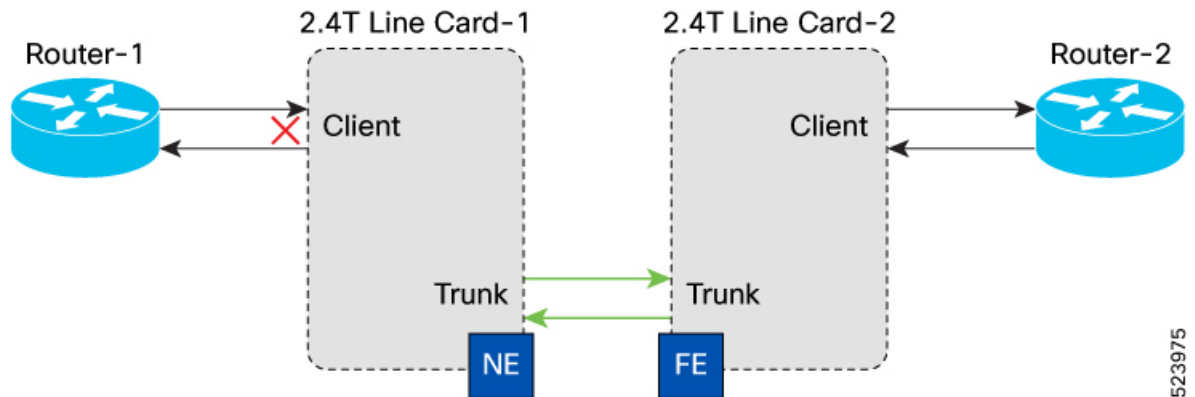 2.4T Line Card-1
2.4T Line Card-2
Router-1
Router-2
Client
Client
Trunk
Trunk
NE
FE
523975